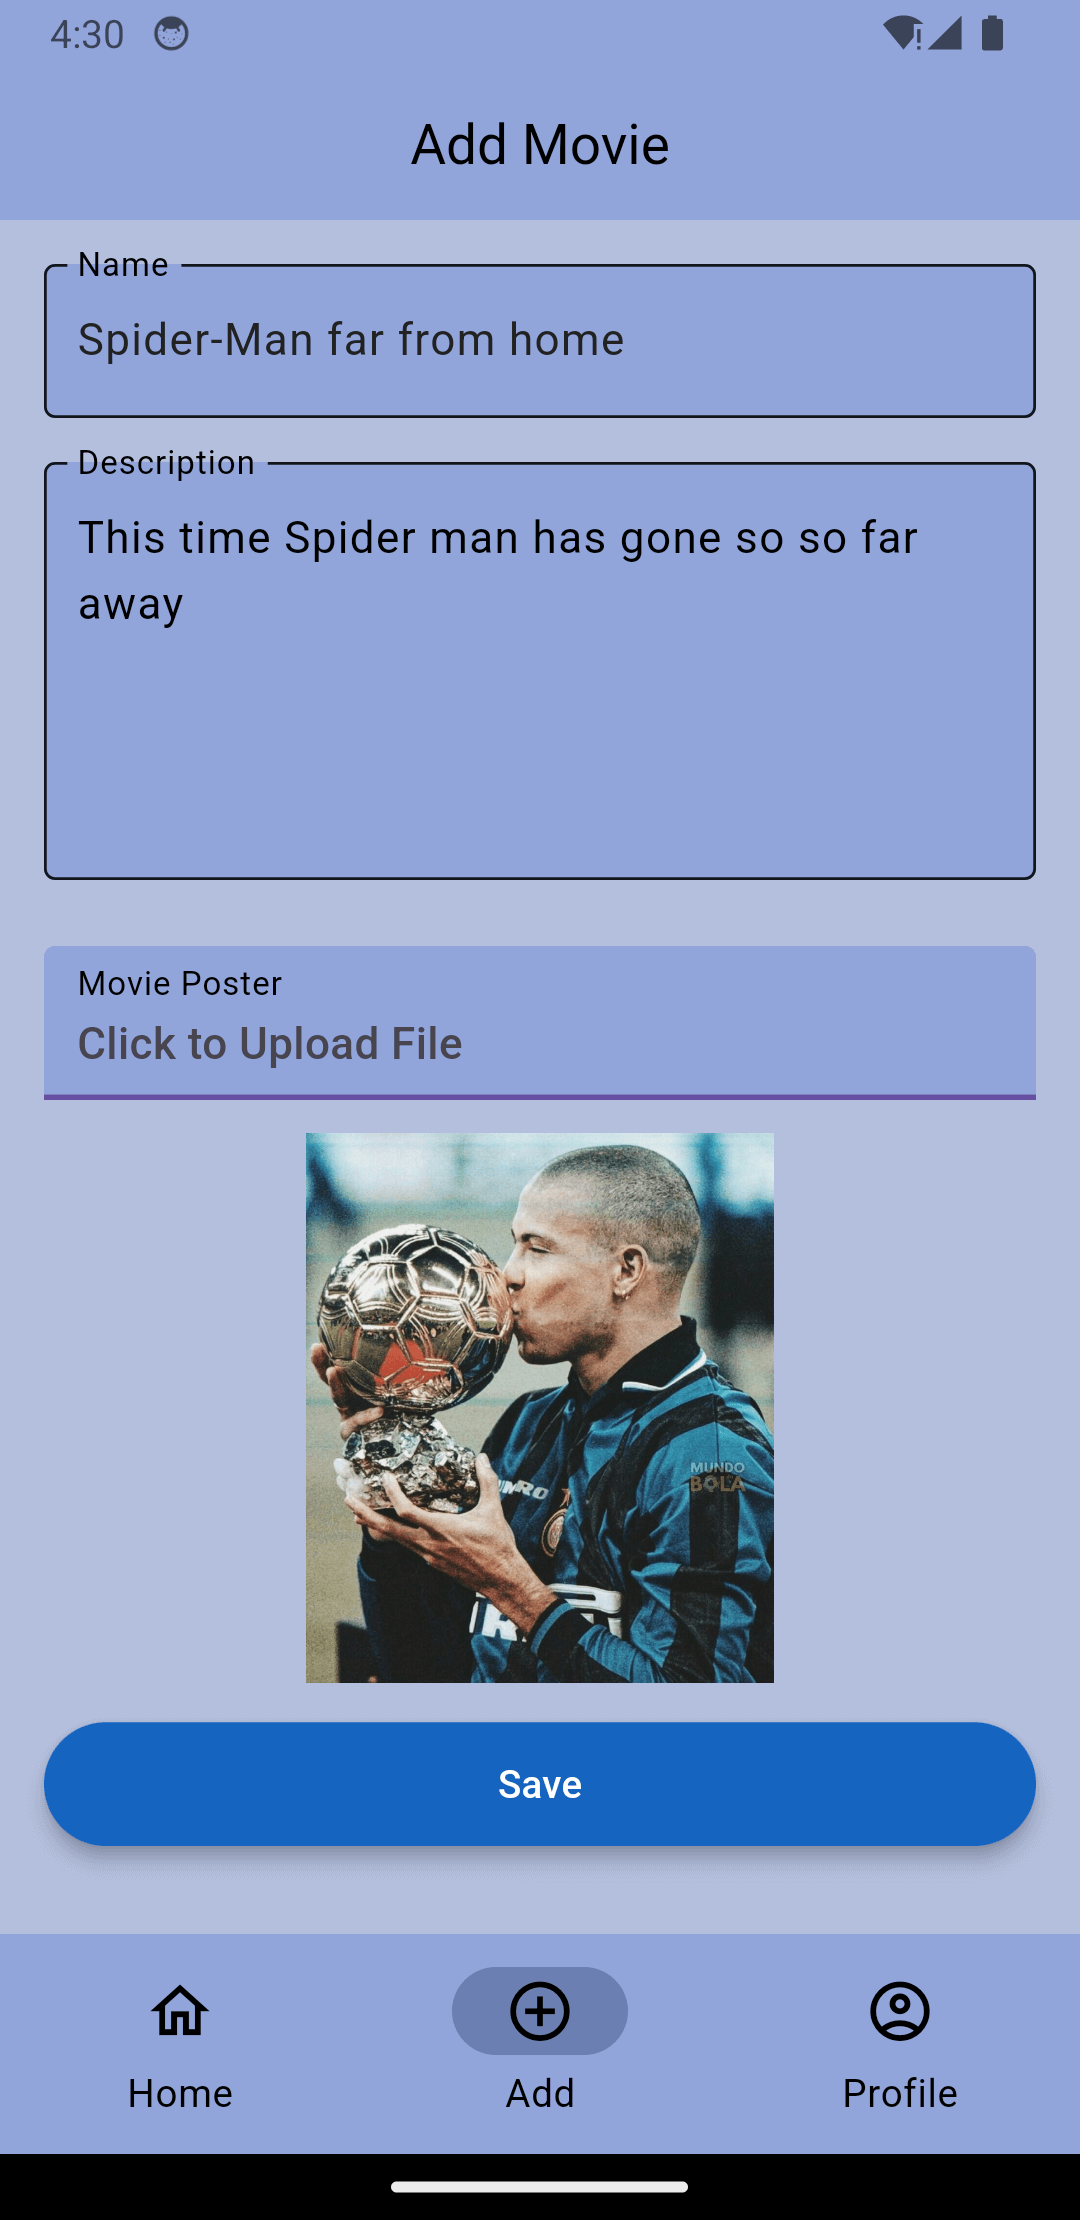 4:30
Add Movie
Name
Spider-Man far from home
Description
This time Spider man has gone so so far
away
Movie Poster
Click to Upload File
MUNDO
BOLA
Save
Home
Add
Profile